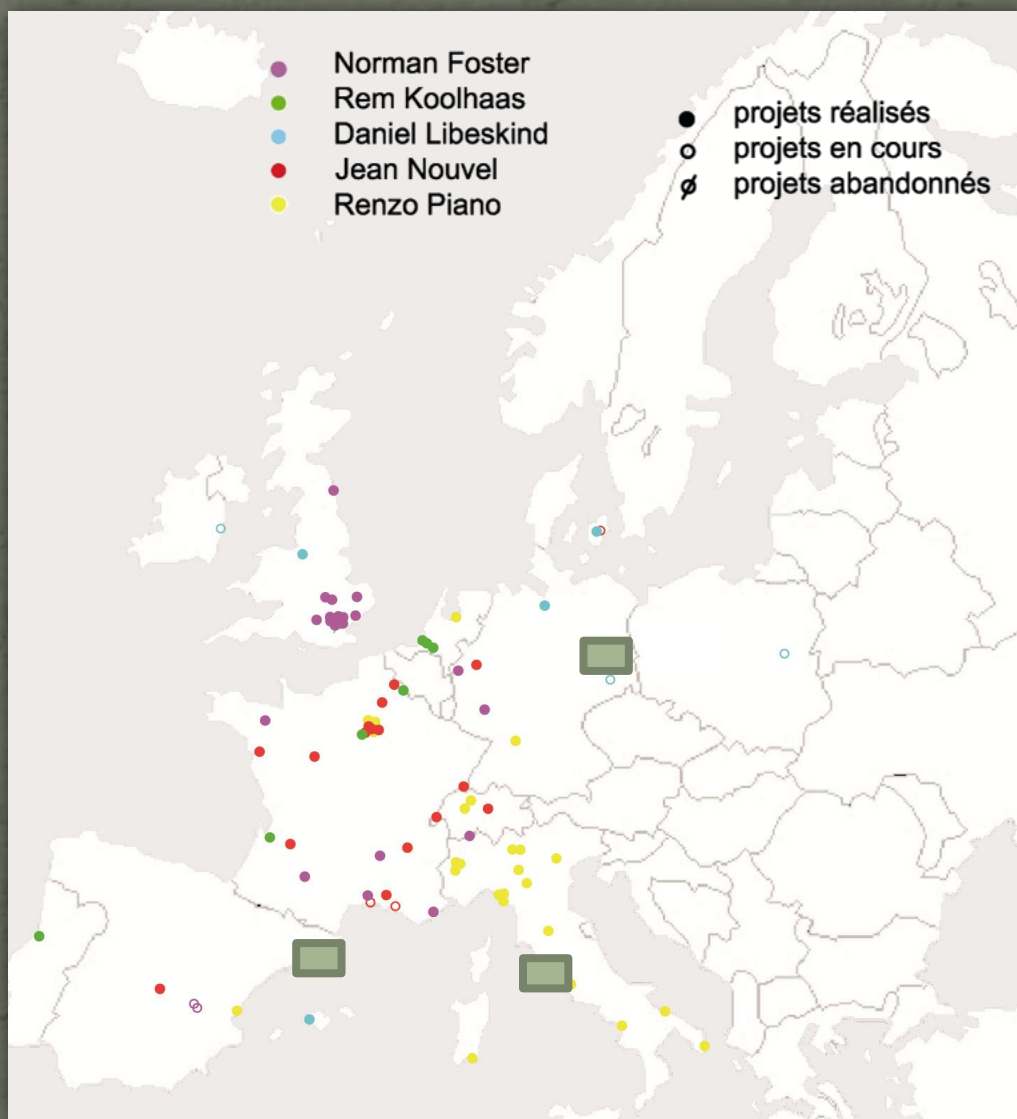 Norman Foster
Rem Koolhaas
Daniel Libeskind
Jean Nouvel
Renzo Piano
projets réalisés
projets en cours
projets abandonnés